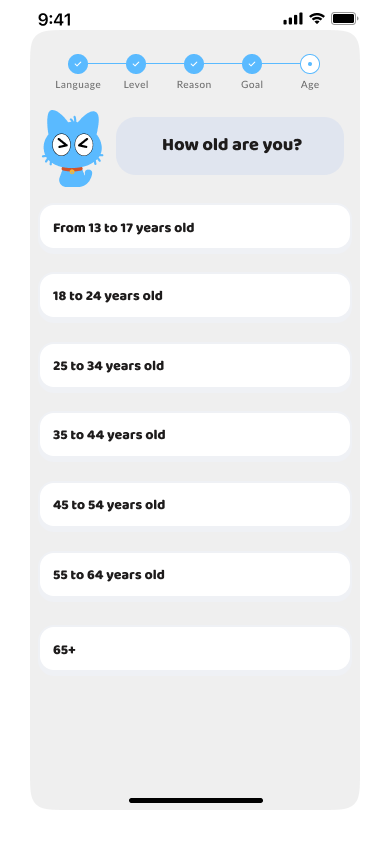 9:41
Language Level Reason Goal Age
How old are you?
From 13 to 17 years old
18 to 24 years old
25 to 34 years old
35 to 44 years old
45 to 54 years old
55 to 64 years old
65+